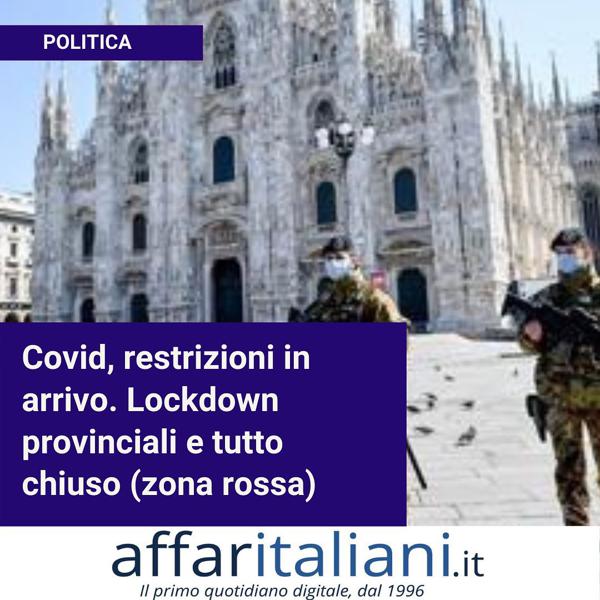 POLITICA
Covid, restrizioni in
arrivo. Lockdown
provinciali e tutto
chiuso (zona rossa)
affaritaliani.it
Il primo quotidiano digitale, dal 1996